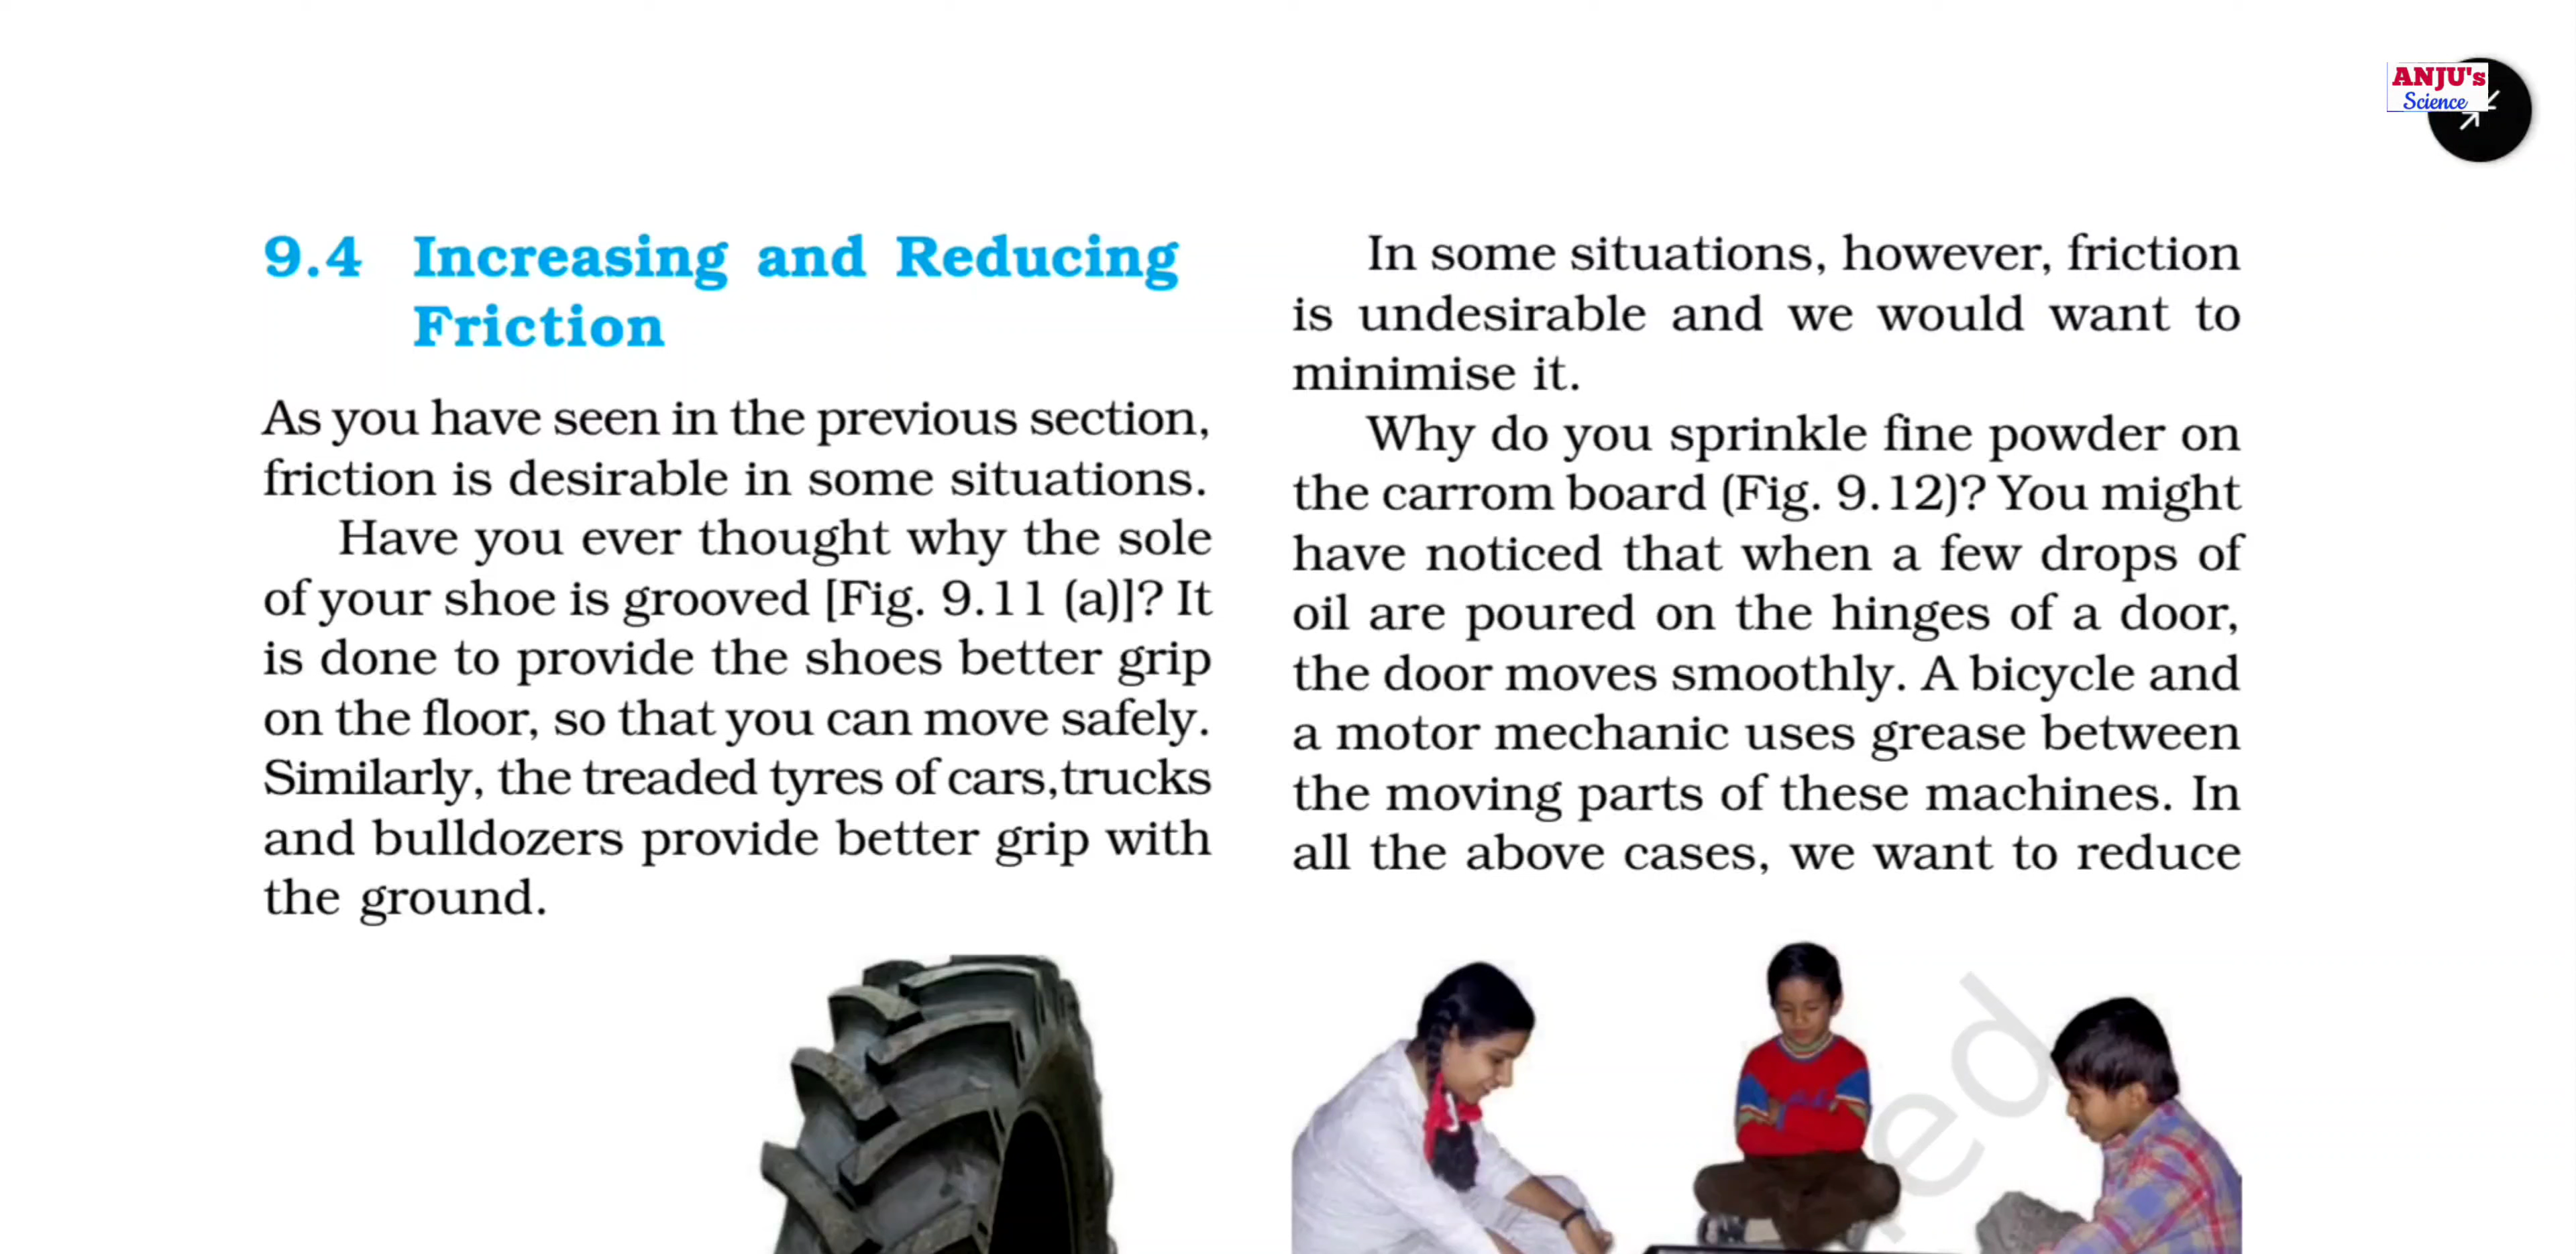 ANJU's
Science
9.4 Increasing and Reducing
Friction
As you have seen in the previous section,
friction is desirable in some situations.
Have you ever thought why the sole
of your shoe is grooved [Fig. 9.11 (a)]? It
is done to provide the shoes better grip
on the floor, so that you can move safely.
Similarly, the treaded tyres of cars,trucks
and bulldozers provide better grip with
the ground.
In some situations, however, friction
is undesirable and we would want to
minimise it.
Why do you sprinkle fine powder on
the carrom board (Fig. 9.12)? You might
have noticed that when a few drops of
oil are poured on the hinges of a door,
the door moves smoothly. A bicycle and
a motor mechanic uses grease between
the moving parts of these machines. In
all the above cases, we want to reduce